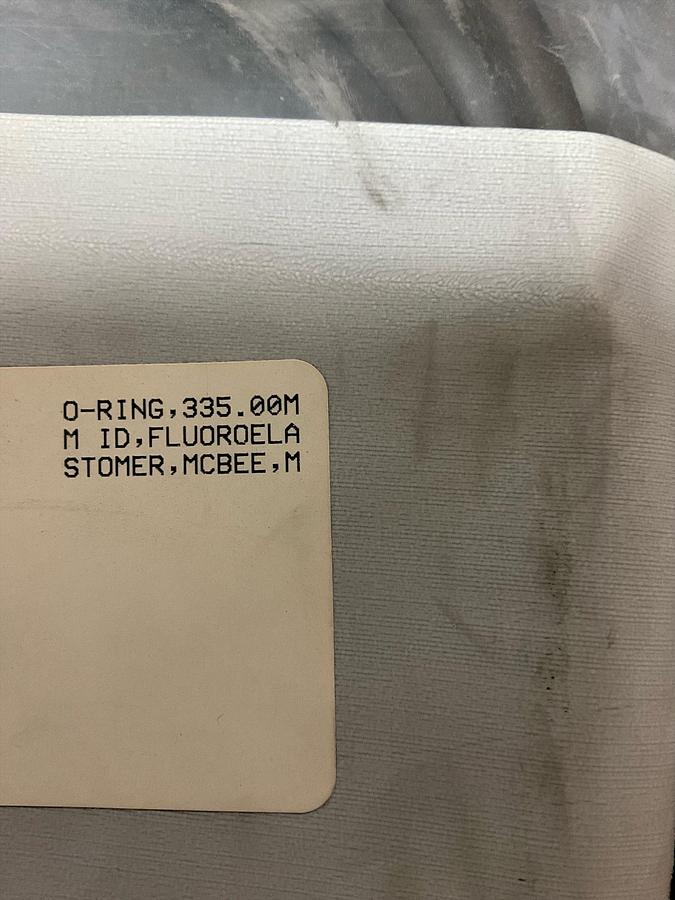 O-RING,335.00M
M ID,FLUOROELA
STOMER,MCBEE,M